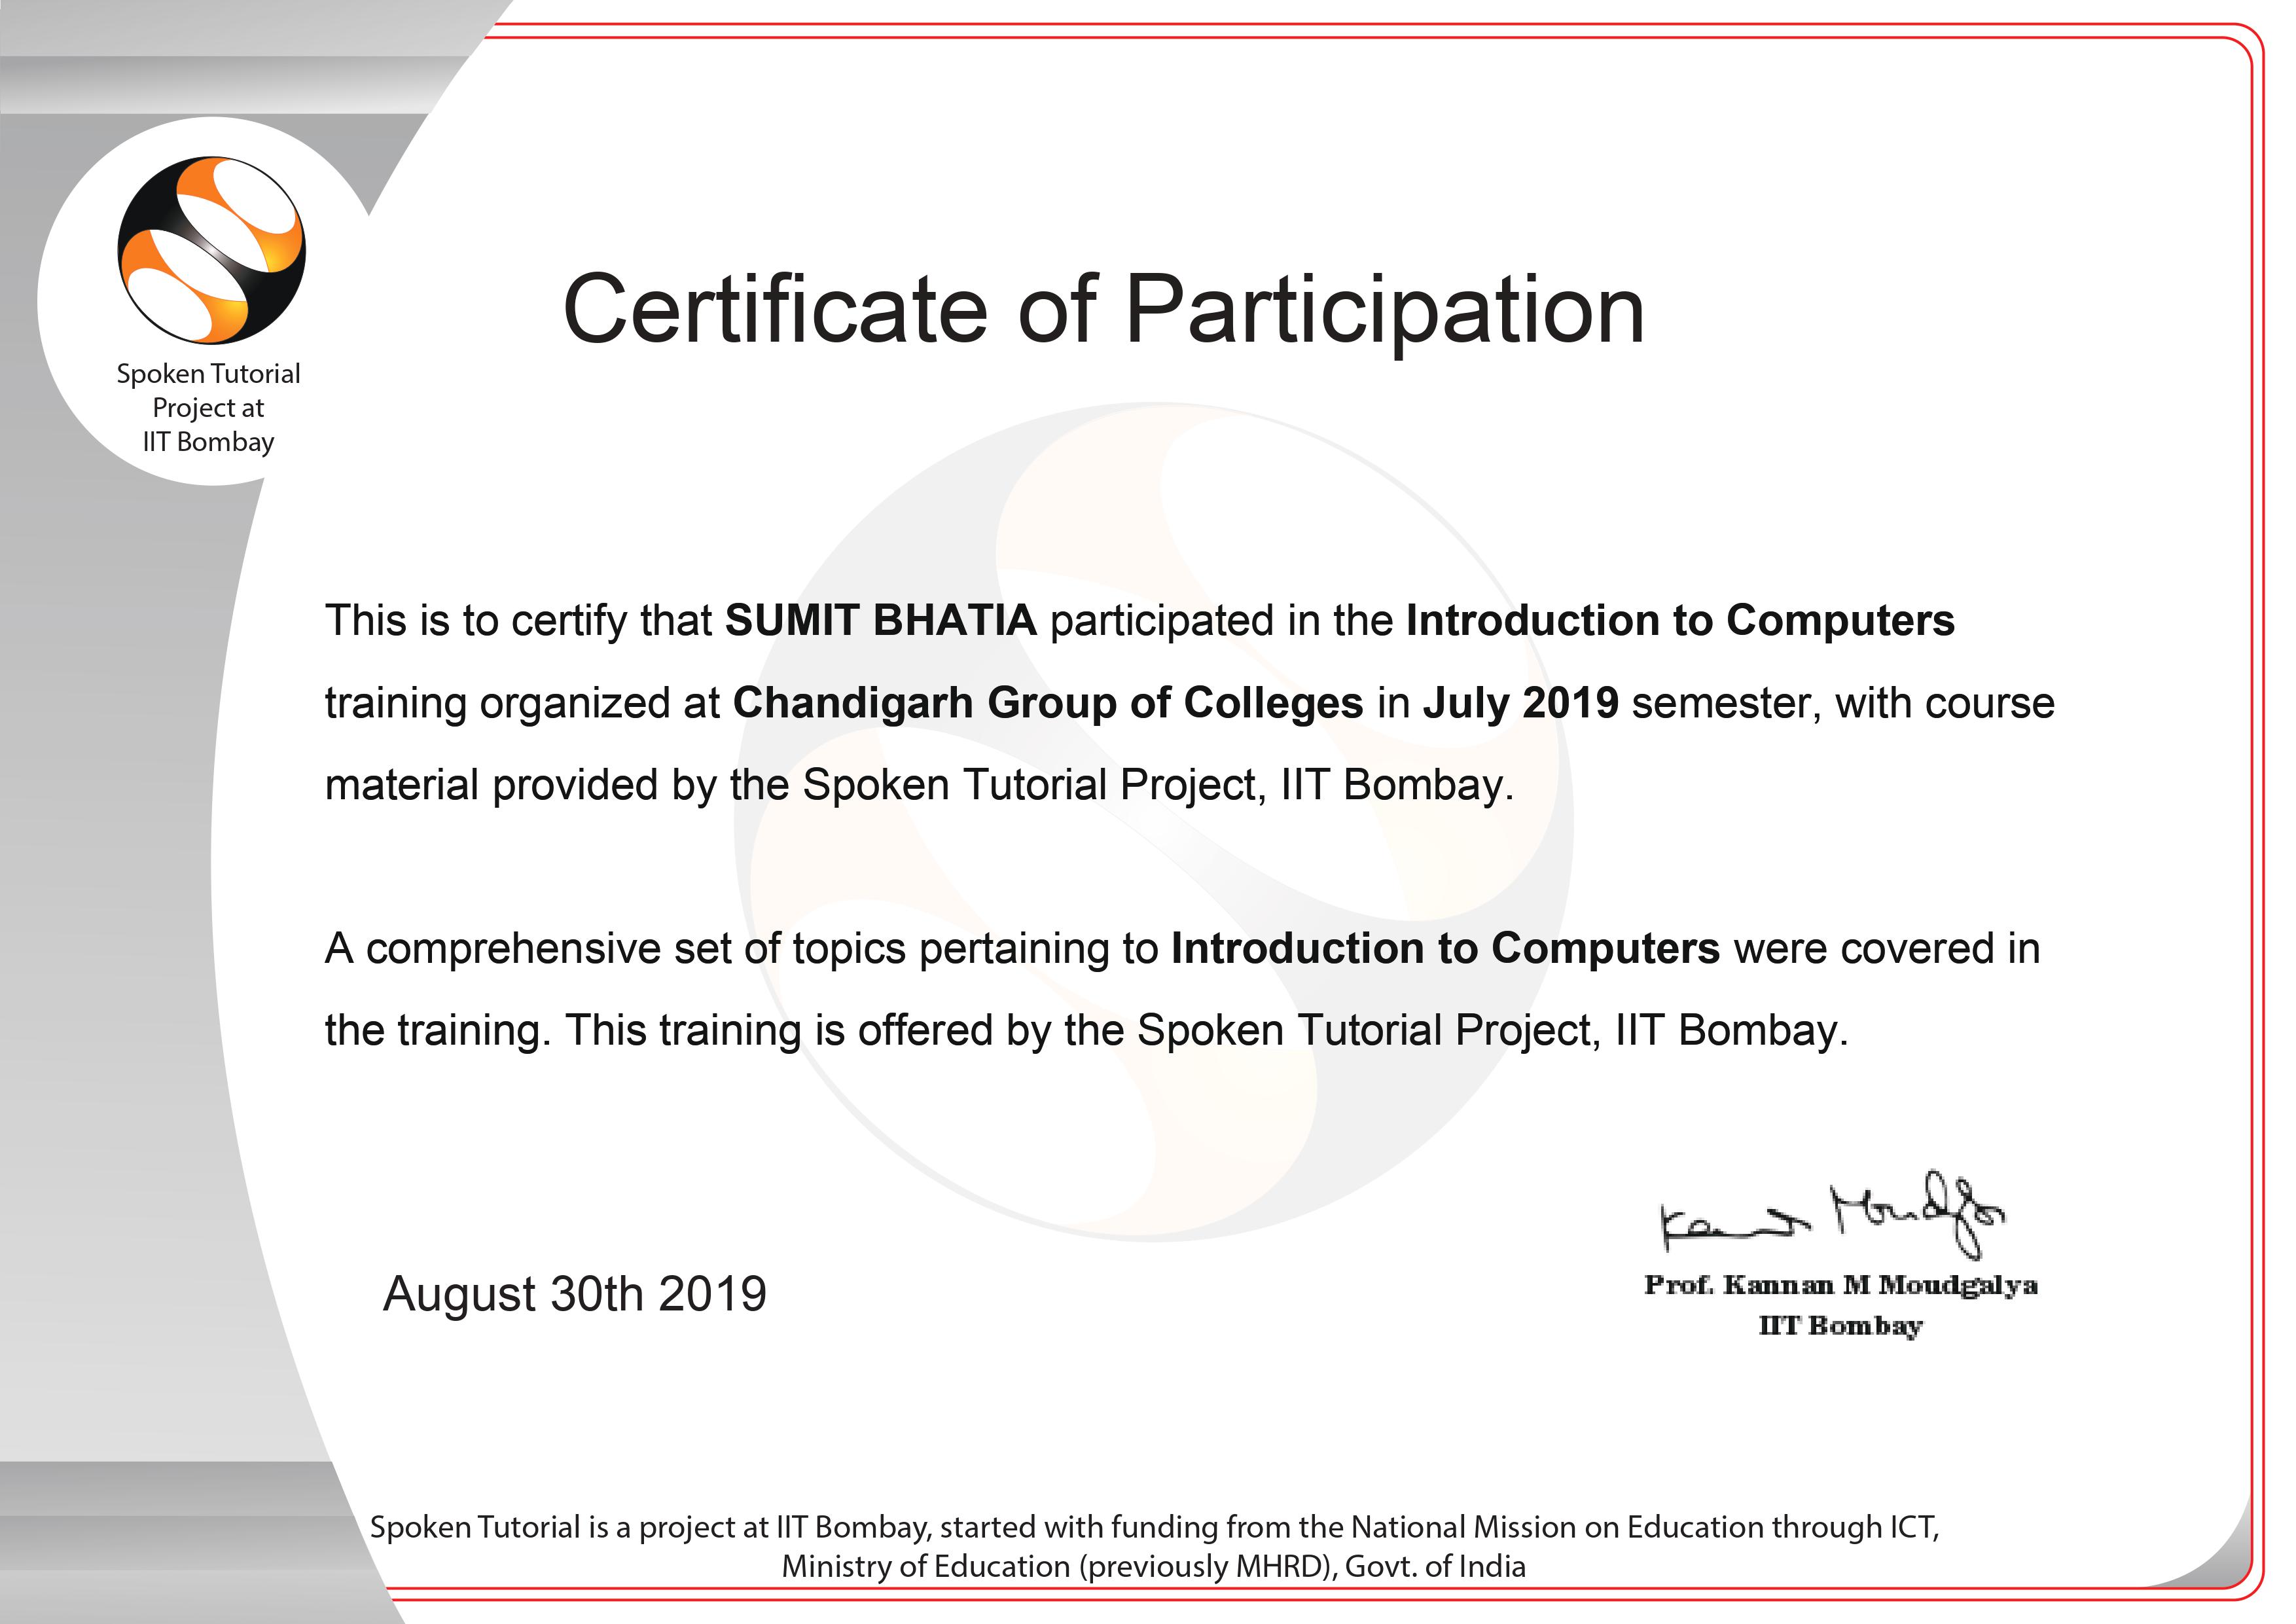 Spoken Tutorial
Project at
IIT Bombay
Certificate of Participation
This is to certify that SUMIT BHATIA participated in the Introduction to Computers
training organized at Chandigarh Group of Colleges in July 2019 semester, with course
material provided by the Spoken Tutorial Project, IIT Bombay.
A comprehensive set of topics pertaining to Introduction to Computers were covered in
the training. This training is offered by the Spoken Tutorial Project, IIT Bombay.
August 30th 2019
Prof. Kannan M Moudgalya
IIT Bombay
Spoken Tutorial is a project at IIT Bombay, started with funding from the National Mission on Education through ICT,
Ministry of Education (previously MHRD), Govt. of India